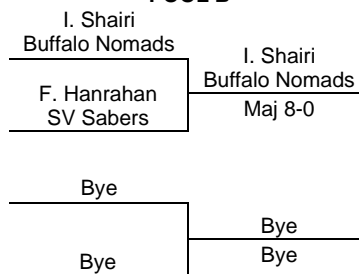 I. Shairi
Buffalo Nomads
I. Shairi
Buffalo Nomads
F. Hanrahan
SV Sabers
Maj 8-0
Bye
Bye
Bye
Bye